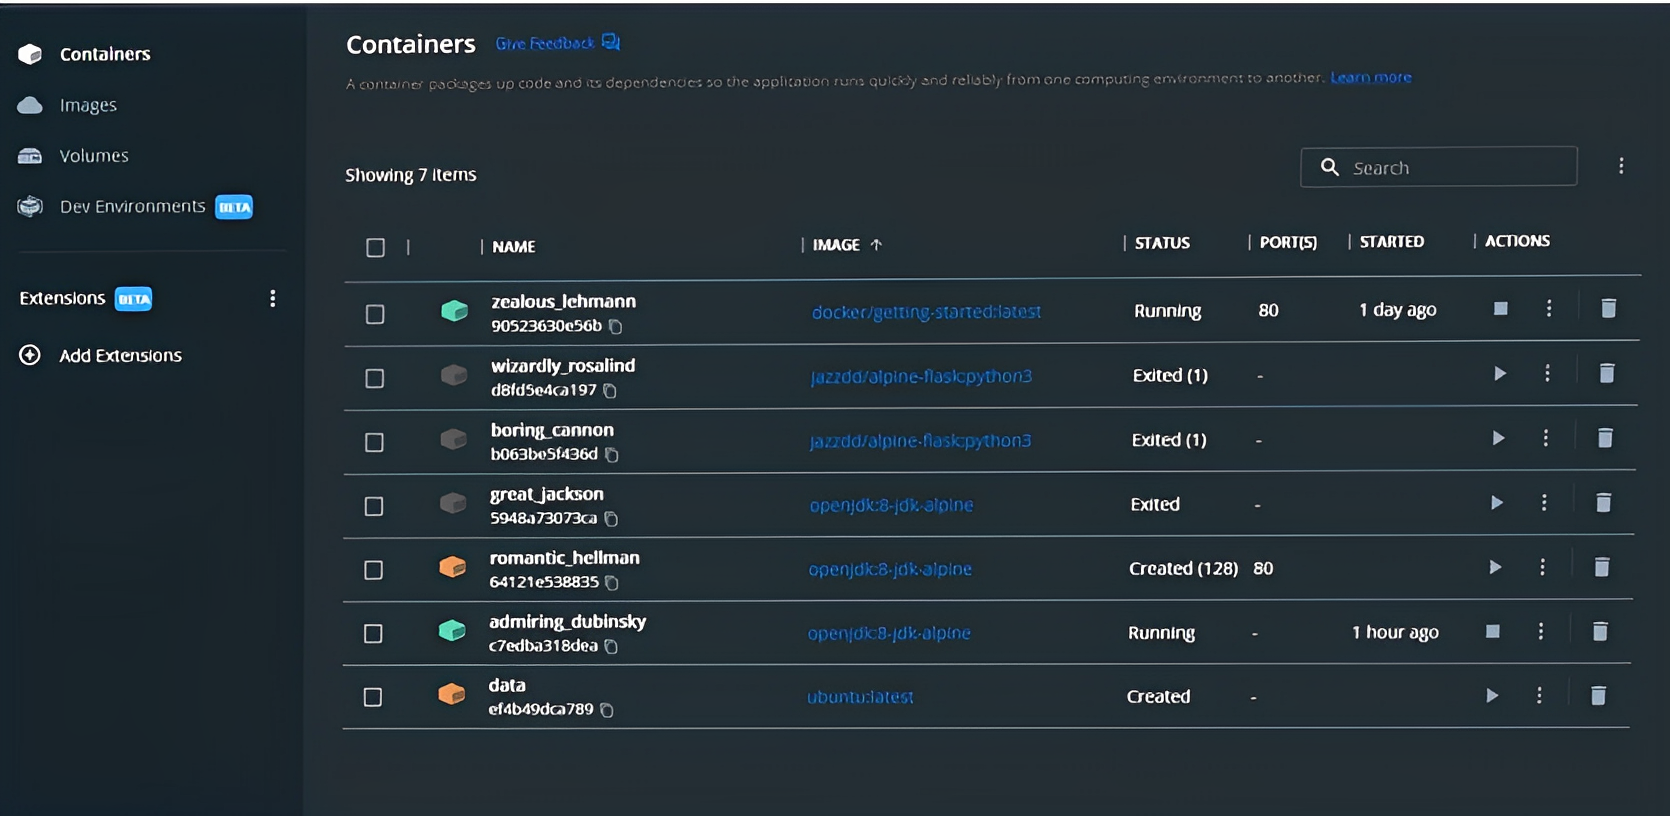 Containers
Images
Volumes
Dev Environments BETA
Extensions BETA
Add Extensions
Containers Give Feedback
A container packages up code and its dependencies so the application runs quickly and reliably from one computing environment to another. Learn more
Showing 7 items
Search
NAME IMAGE ↑ STATUS PORT(S) STARTED ACTIONS
zealous_lehmann docker/getting-started:latest Running 80 1 day ago
90523630e56b
wizardly_rosalind jazzdd/alpine-flask:python3 Exited (1) -
d8fd5e4ca197
boring_cannon jazzdd/alpine-flask:python3 Exited (1) -
b063be5f436d
great_jackson openjdk:8-jdk-alpine Exited -
5948a73073ca
romantic_hellman openjdk:8-jdk-alpine Created (128) 80
64121e538835
admiring_dubinsky openjdk:8-jdk-alpine Running - 1 hour ago
c7edba318dea
data ubuntu:latest Created -
ef4b49dca789